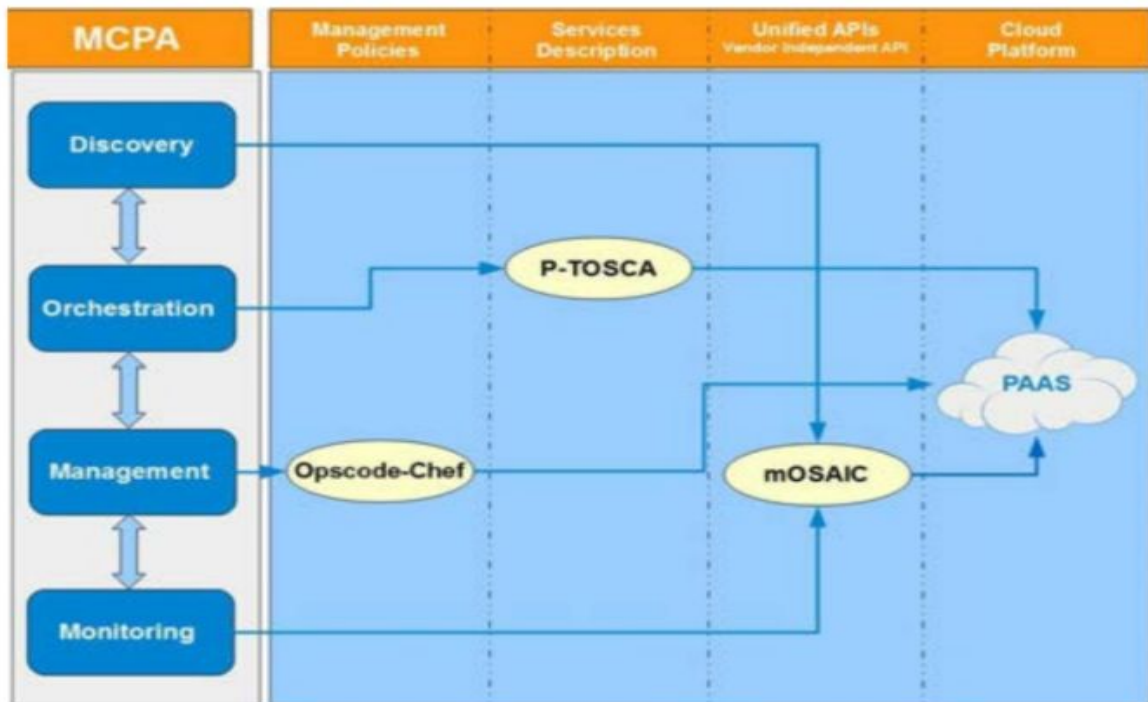 MCPA
Management
Policies
Services
Description
Unified APIs
Vendor Independent API
Cloud
Platform
Discovery
Orchestration
Management
Monitoring
P-TOSCA
Opscode-Chef
mOSAIC
PAAS